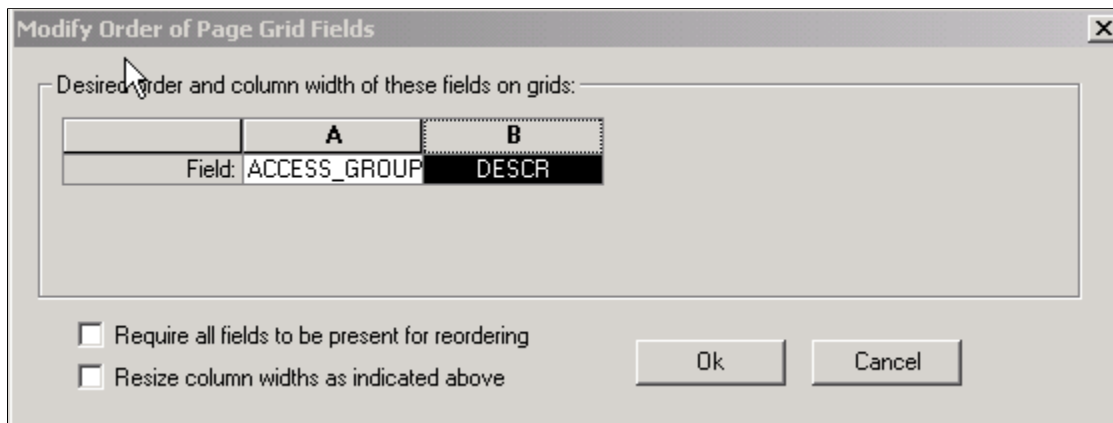 Modify Order of Page Grid Fields
Desired order and column width of these fields on grids:
A B
Field: ACCESS_GROUP DESCR
Require all fields to be present for reordering
Resize column widths as indicated above
Ok Cancel